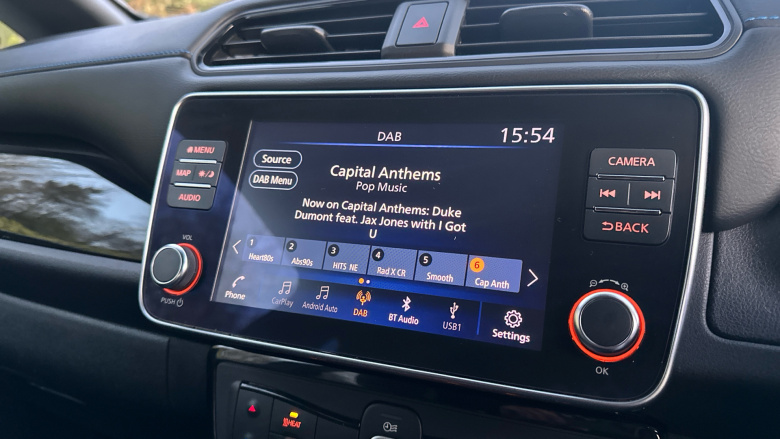 DAB
15:54
Source
DAB Menu
Capital Anthems
Pop Music
Now on Capital Anthems: Duke
Dumont feat. Jax Jones with I Got
U
1 2 3 4 5 6
Heart80s Abs90s HITS NE Rad X CR Smooth Cap Anth
Phone CarPlay Android Auto DAB BT Audio USB1 Settings
MENU
MAP
AUDIO
VOL
PUSH
CAMERA
BACK
OK
HEAT